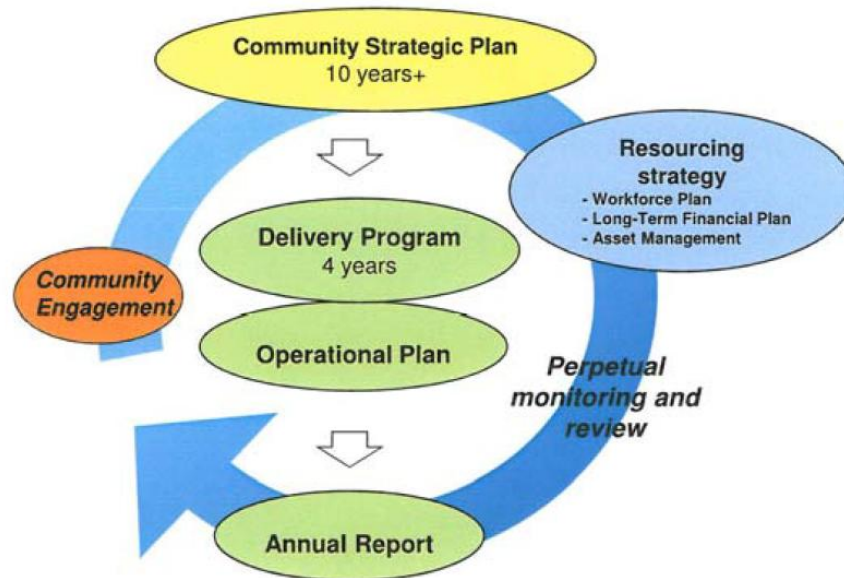 Community Strategic Plan
10 years+
Resourcing
strategy
- Workforce Plan
- Long-Term Financial Plan
- Asset Management
Delivery Program
4 years
Community
Engagement
Operational Plan
Perpetual
monitoring and
review
Annual Report